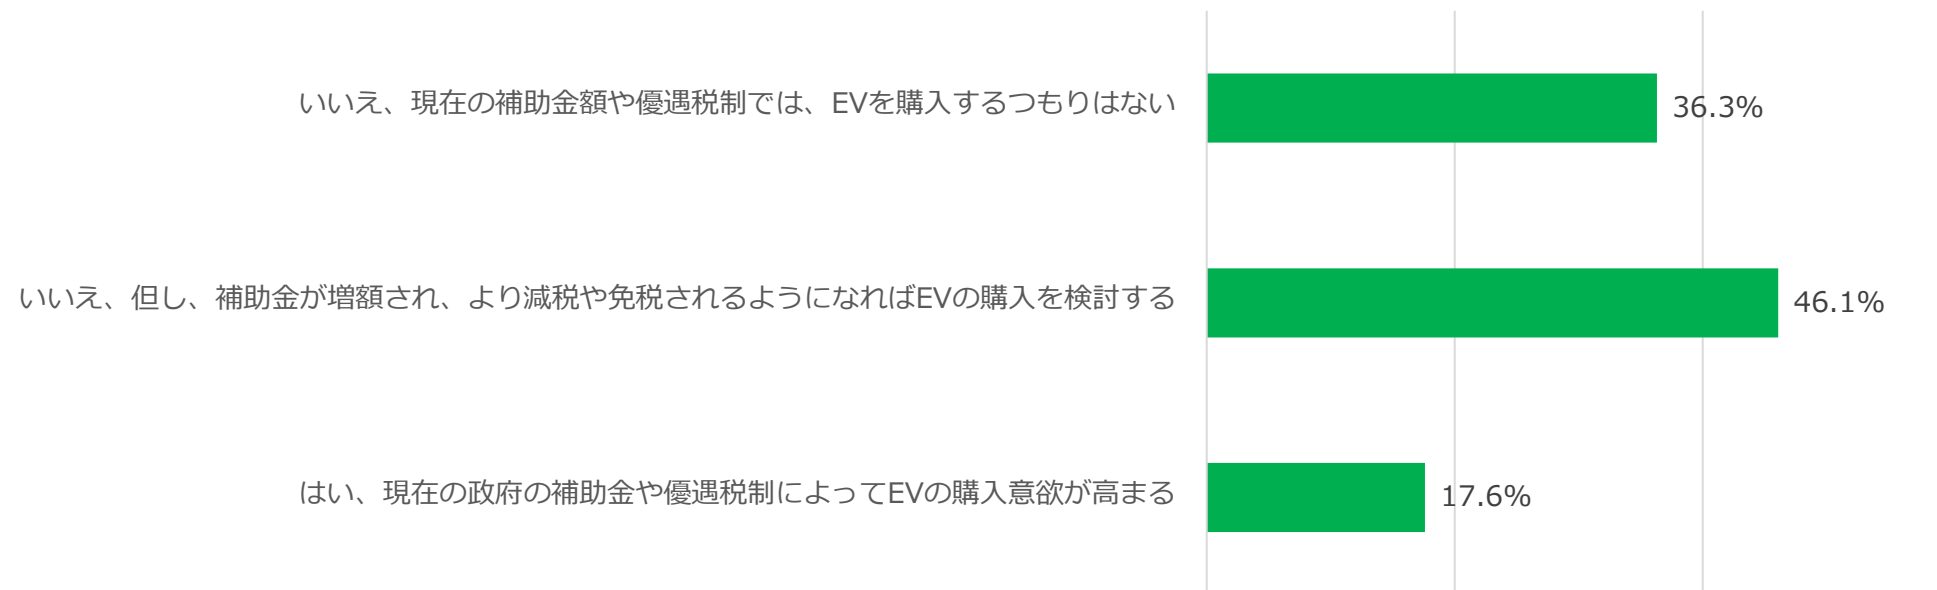 いいえ、現在の補助金額や優遇税制では、EVを購入するつもりはない
36.3%
いいえ、但し、補助金が増額され、より減税や免税されるようになればEVの購入を検討する
46.1%
はい、現在の政府の補助金や優遇税制によってEVの購入意欲が高まる
17.6%